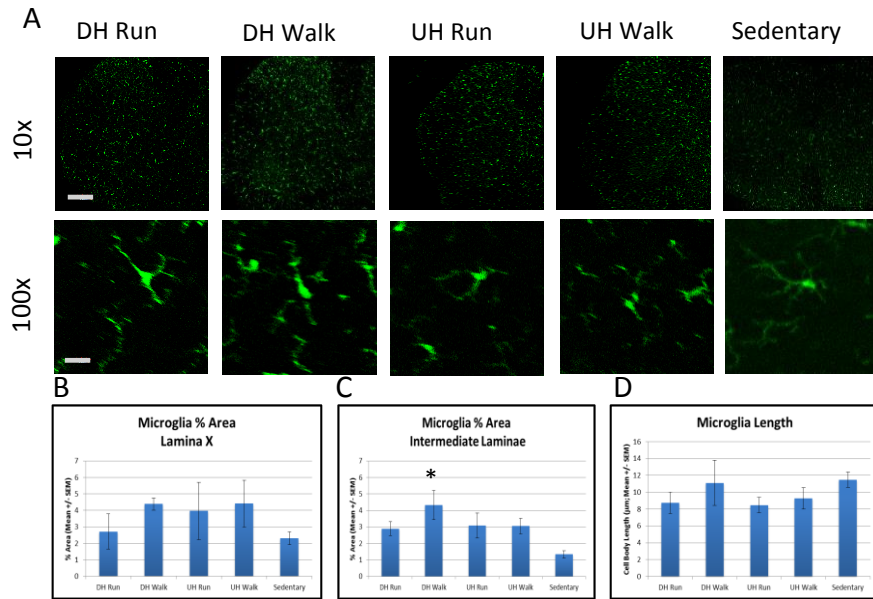 A
DH Run DH Walk UH Run UH Walk Sedentary
10x
100x
B
Microglia % Area
Lamina X
% Area (Mean +/- SEM)
7
6
5
4
3
2
1
0
DH Run DH Walk UH Run UH Walk Sedentary
C
Microglia % Area
Intermediate Laminae
% Area (Mean +/- SEM)
7
6
5
4
3
2
1
0
*
DH Run DH Walk UH Run UH Walk Sedentary
D
Microglia Length
Cell Body Length (µm; Mean +/- SEM)
16
14
12
10
8
6
4
2
0
DH Run DH Walk UH Run UH Walk Sedentary